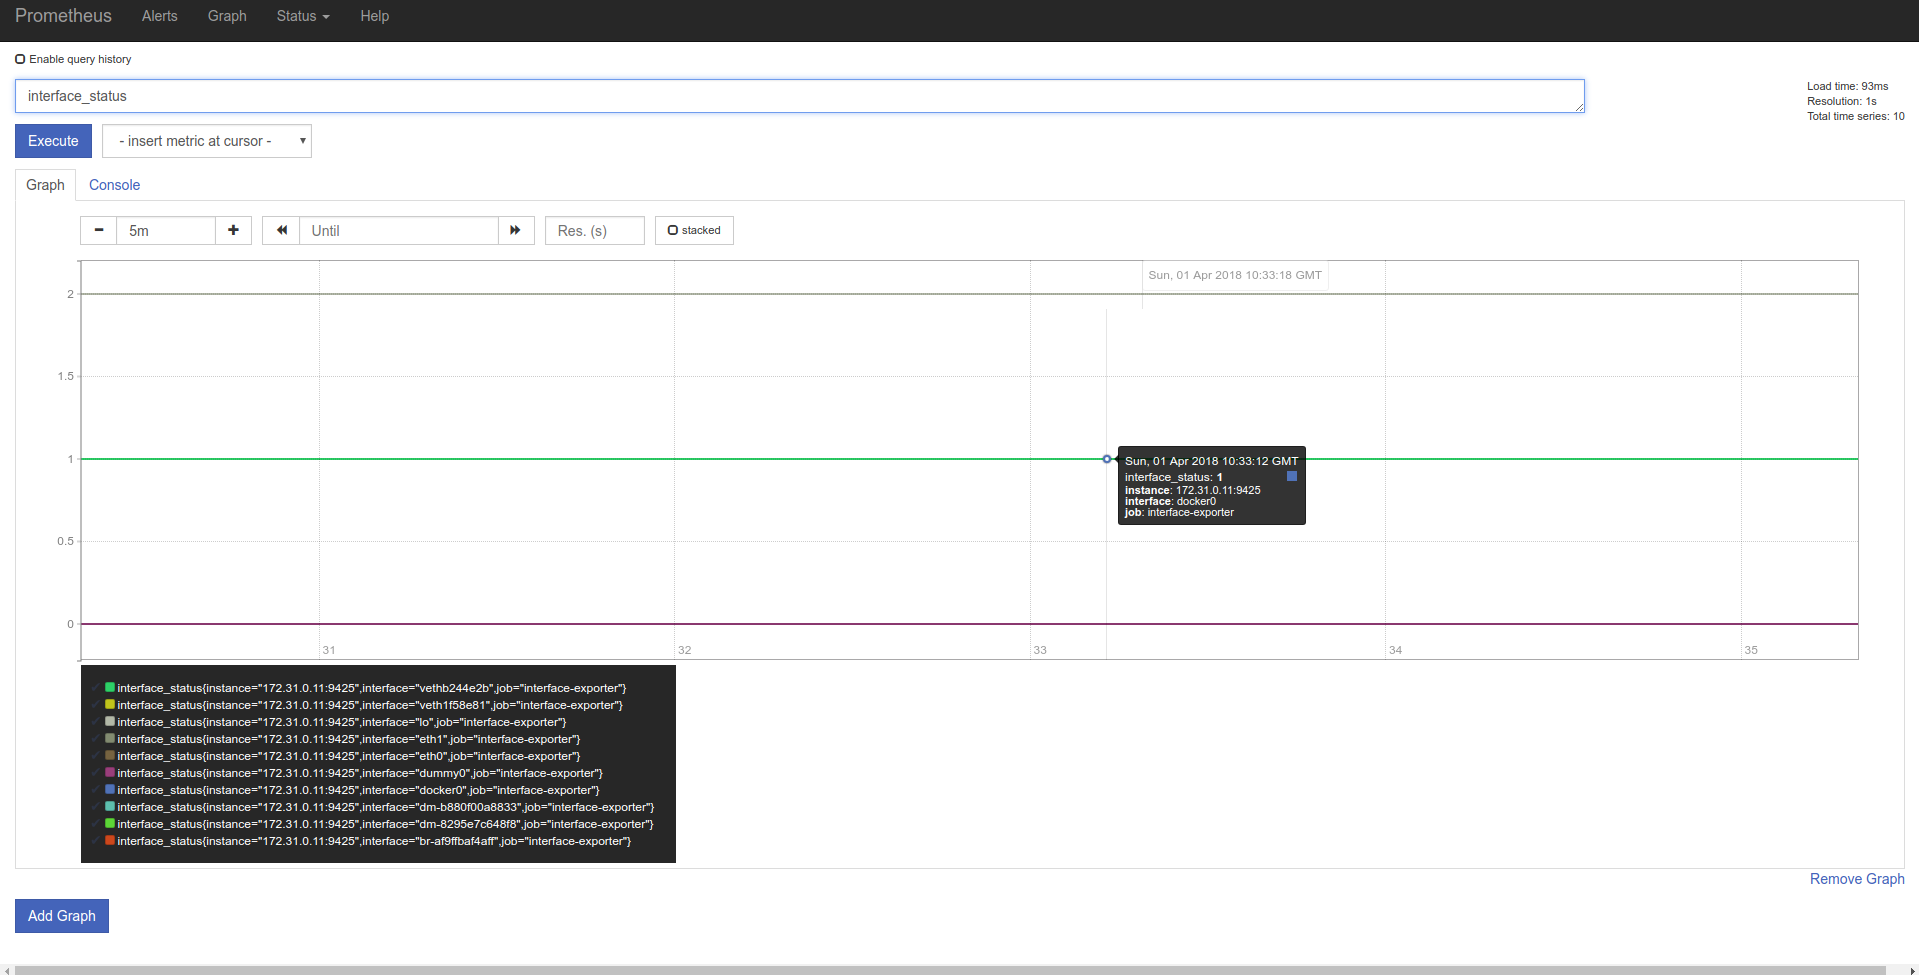 Prometheus Alerts Graph Status Help
Enable query history
interface_status
Load time: 93ms
Resolution: 1s
Total time series: 10
Execute - insert metric at cursor -
Graph Console
5m Until Res. (s) stacked
Sun, 01 Apr 2018 10:33:18 GMT
2
1.5
1
Sun, 01 Apr 2018 10:33:12 GMT
interface_status: 1
instance: 172.31.0.11:9425
interface: docker0
job: interface-exporter
0.5
0
31 32 33 34 35
interface_status{instance="172.31.0.11:9425",interface="vethb244e2b",job="interface-exporter"}
interface_status{instance="172.31.0.11:9425",interface="veth1f58e81",job="interface-exporter"}
interface_status{instance="172.31.0.11:9425",interface="lo",job="interface-exporter"}
interface_status{instance="172.31.0.11:9425",interface="eth1",job="interface-exporter"}
interface_status{instance="172.31.0.11:9425",interface="eth0",job="interface-exporter"}
interface_status{instance="172.31.0.11:9425",interface="dummy0",job="interface-exporter"}
interface_status{instance="172.31.0.11:9425",interface="docker0",job="interface-exporter"}
interface_status{instance="172.31.0.11:9425",interface="dm-b880f00a8833",job="interface-exporter"}
interface_status{instance="172.31.0.11:9425",interface="dm-8295e7c648f8",job="interface-exporter"}
interface_status{instance="172.31.0.11:9425",interface="br-af9ffbaf4aff",job="interface-exporter"}
Remove Graph
Add Graph